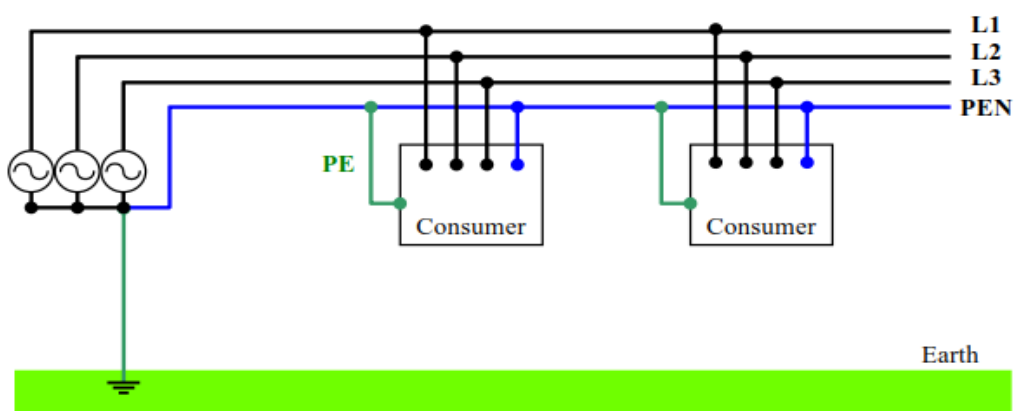 L1
L2
L3
PEN
PE
Consumer
Consumer
Earth